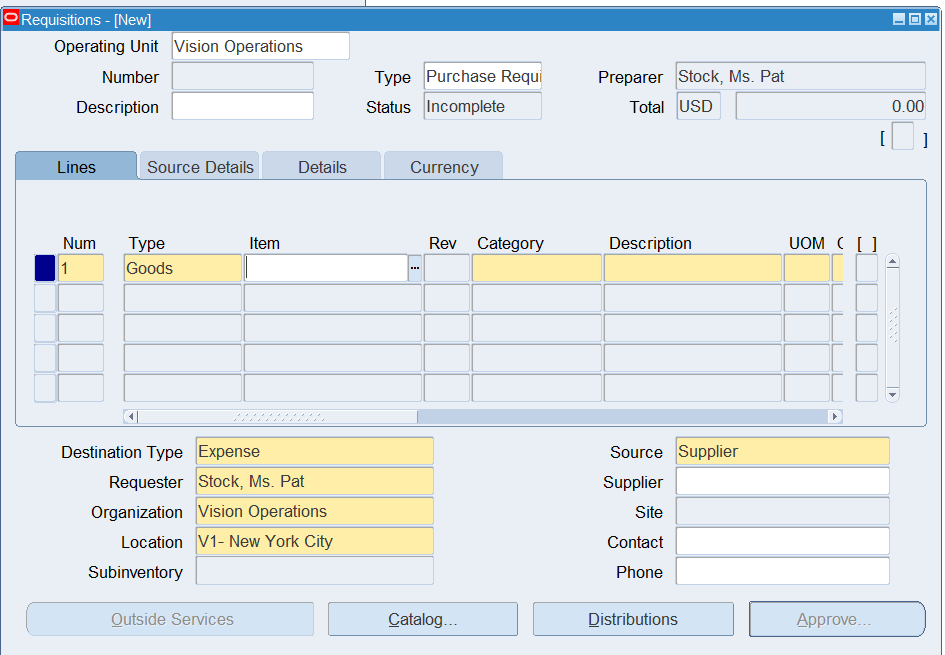 Requisitions - [New]
Operating Unit Vision Operations
Number Type Purchase Requi Preparer Stock, Ms. Pat
Description Status Incomplete Total USD 0.00
[ ]
Lines Source Details Details Currency
Num Type Item Rev Category Description UOM [ ]
1 Goods ...
Destination Type Expense Source Supplier
Requester Stock, Ms. Pat Supplier
Organization Vision Operations Site
Location V1- New York City Contact
Subinventory Phone
Outside Services Catalog... Distributions Approve...